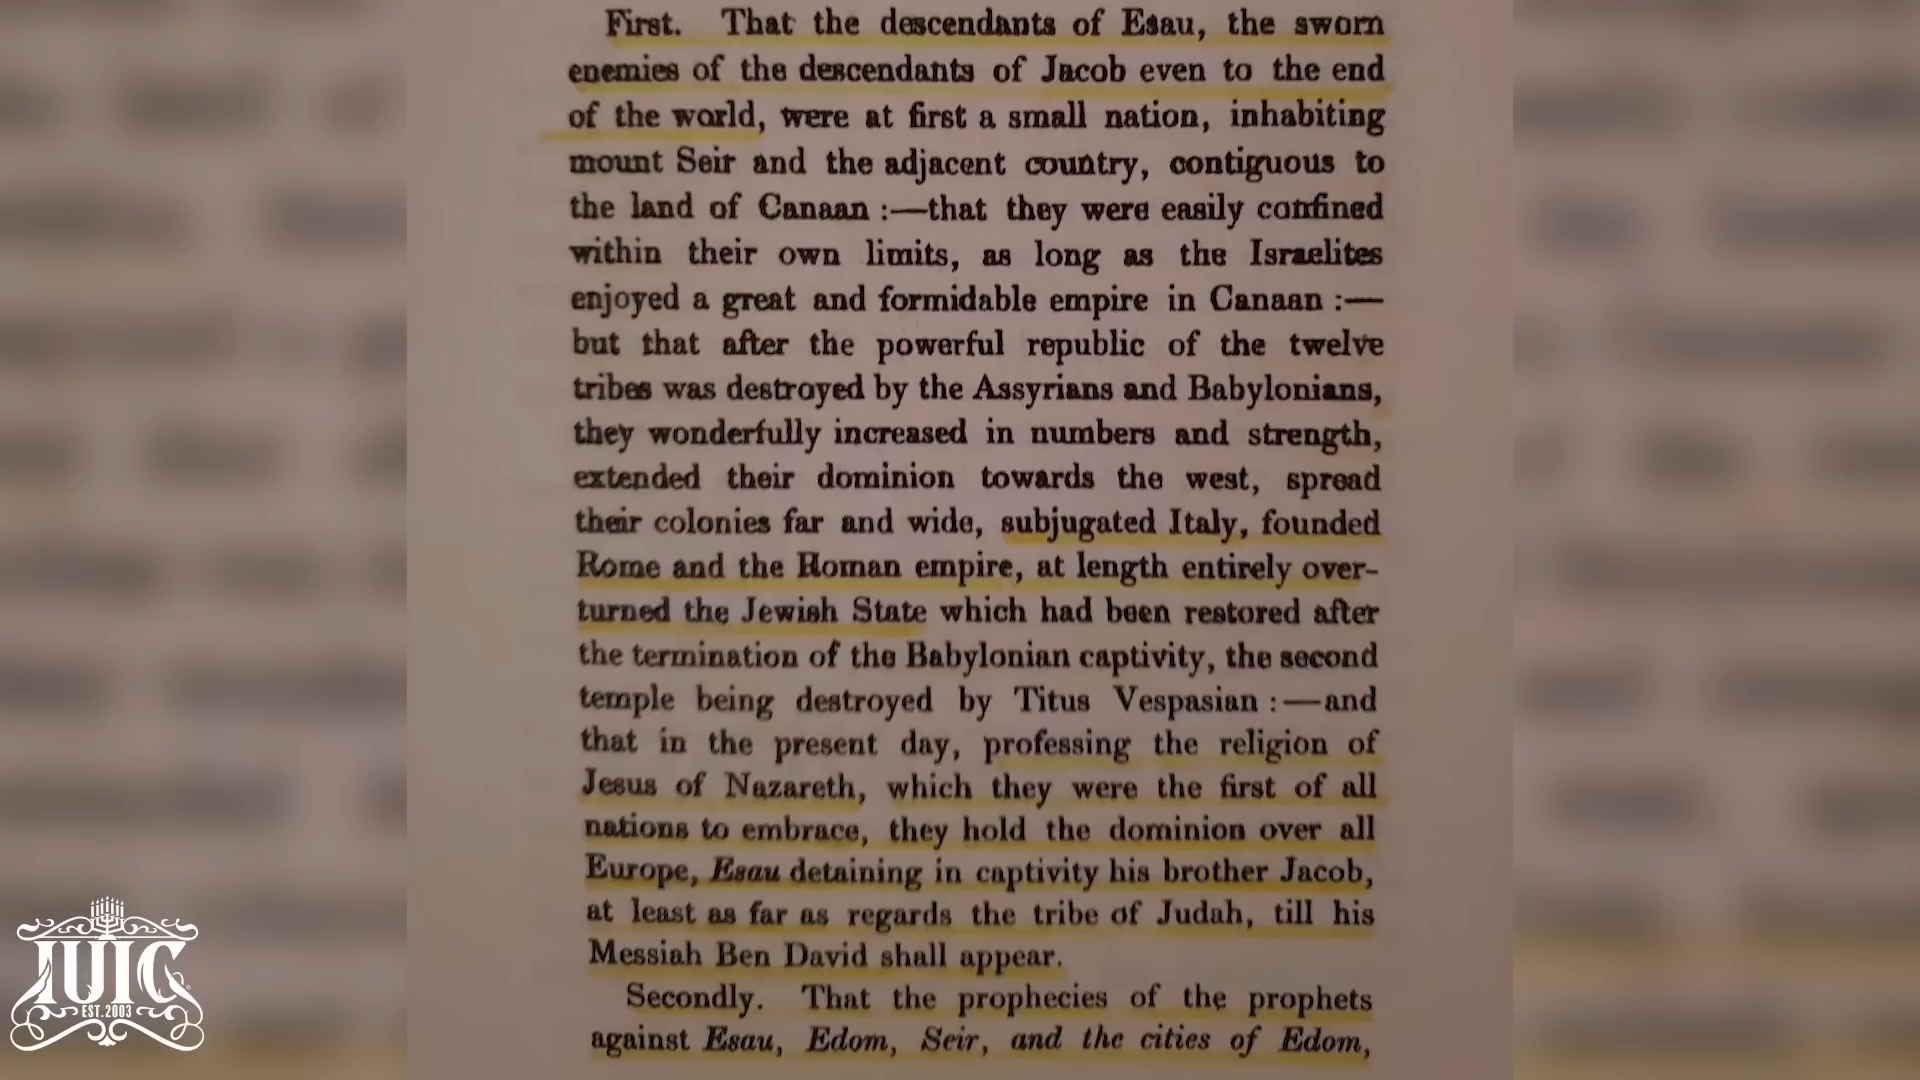 First. That the descendants of Esau, the sworn
enemies of the descendants of Jacob even to the end
of the world, were at first a small nation, inhabiting
mount Seir and the adjacent country, contiguous to
the land of Canaan :—that they were easily confined
within their own limits, as long as the Israelites
enjoyed a great and formidable empire in Canaan :—
but that after the powerful republic of the twelve
tribes was destroyed by the Assyrians and Babylonians,
they wonderfully increased in numbers and strength,
extended their dominion towards the west, spread
their colonies far and wide, subjugated Italy, founded
Rome and the Roman empire, at length entirely over-
turned the Jewish State which had been restored after
the termination of the Babylonian captivity, the second
temple being destroyed by Titus Vespasian :—and
that in the present day, professing the religion of
Jesus of Nazareth, which they were the first of all
nations to embrace, they hold the dominion over all
Europe, Esau detaining in captivity his brother Jacob,
at least as far as regards the tribe of Judah, till his
Messiah Ben David shall appear.
Secondly. That the prophecies of the prophets
against Esau, Edom, Seir, and the cities of Edom,
IUIC
EST. 2003